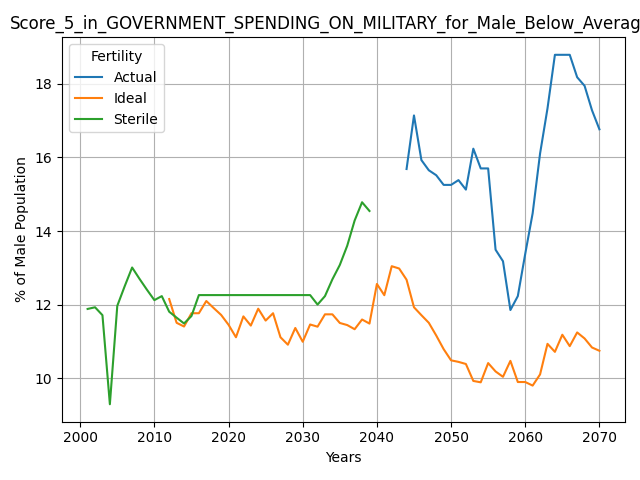 Score_5_in_GOVERNMENT_SPENDING_ON_MILITARY_for_Male_Below_Averag
Fertility
Actual
Ideal
Sterile
% of Male Population
18
16
14
12
10
2000 2010 2020 2030 2040 2050 2060 2070
Years